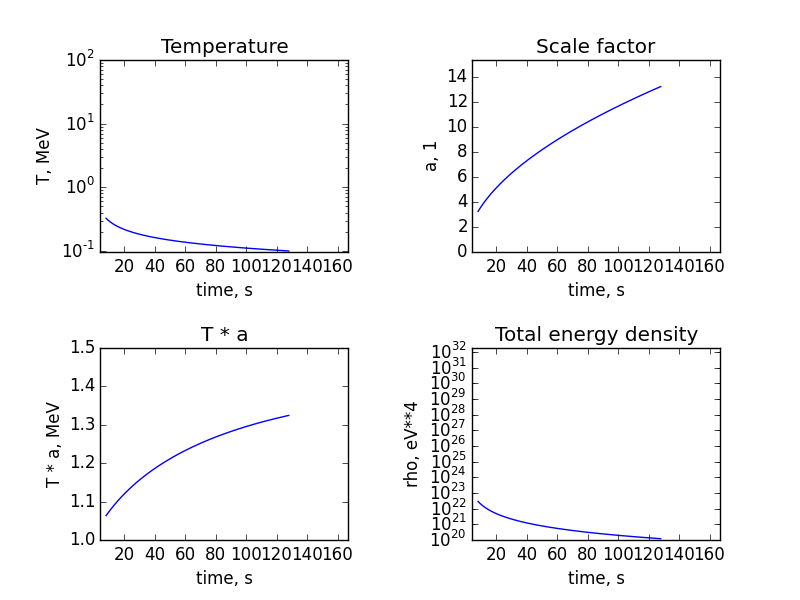 Temperature
T, MeV
10^2
10^1
10^0
10^-1
20 40 60 80 100 120 140 160
time, s
Scale factor
a, 1
14
12
10
8
6
4
2
0
20 40 60 80 100 120 140 160
time, s
T * a
T * a, MeV
1.5
1.4
1.3
1.2
1.1
1.0
20 40 60 80 100 120 140 160
time, s
Total energy density
rho, eV**4
10^32
10^31
10^30
10^29
10^28
10^27
10^26
10^25
10^24
10^23
10^22
10^21
10^20
20 40 60 80 100 120 140 160
time, s